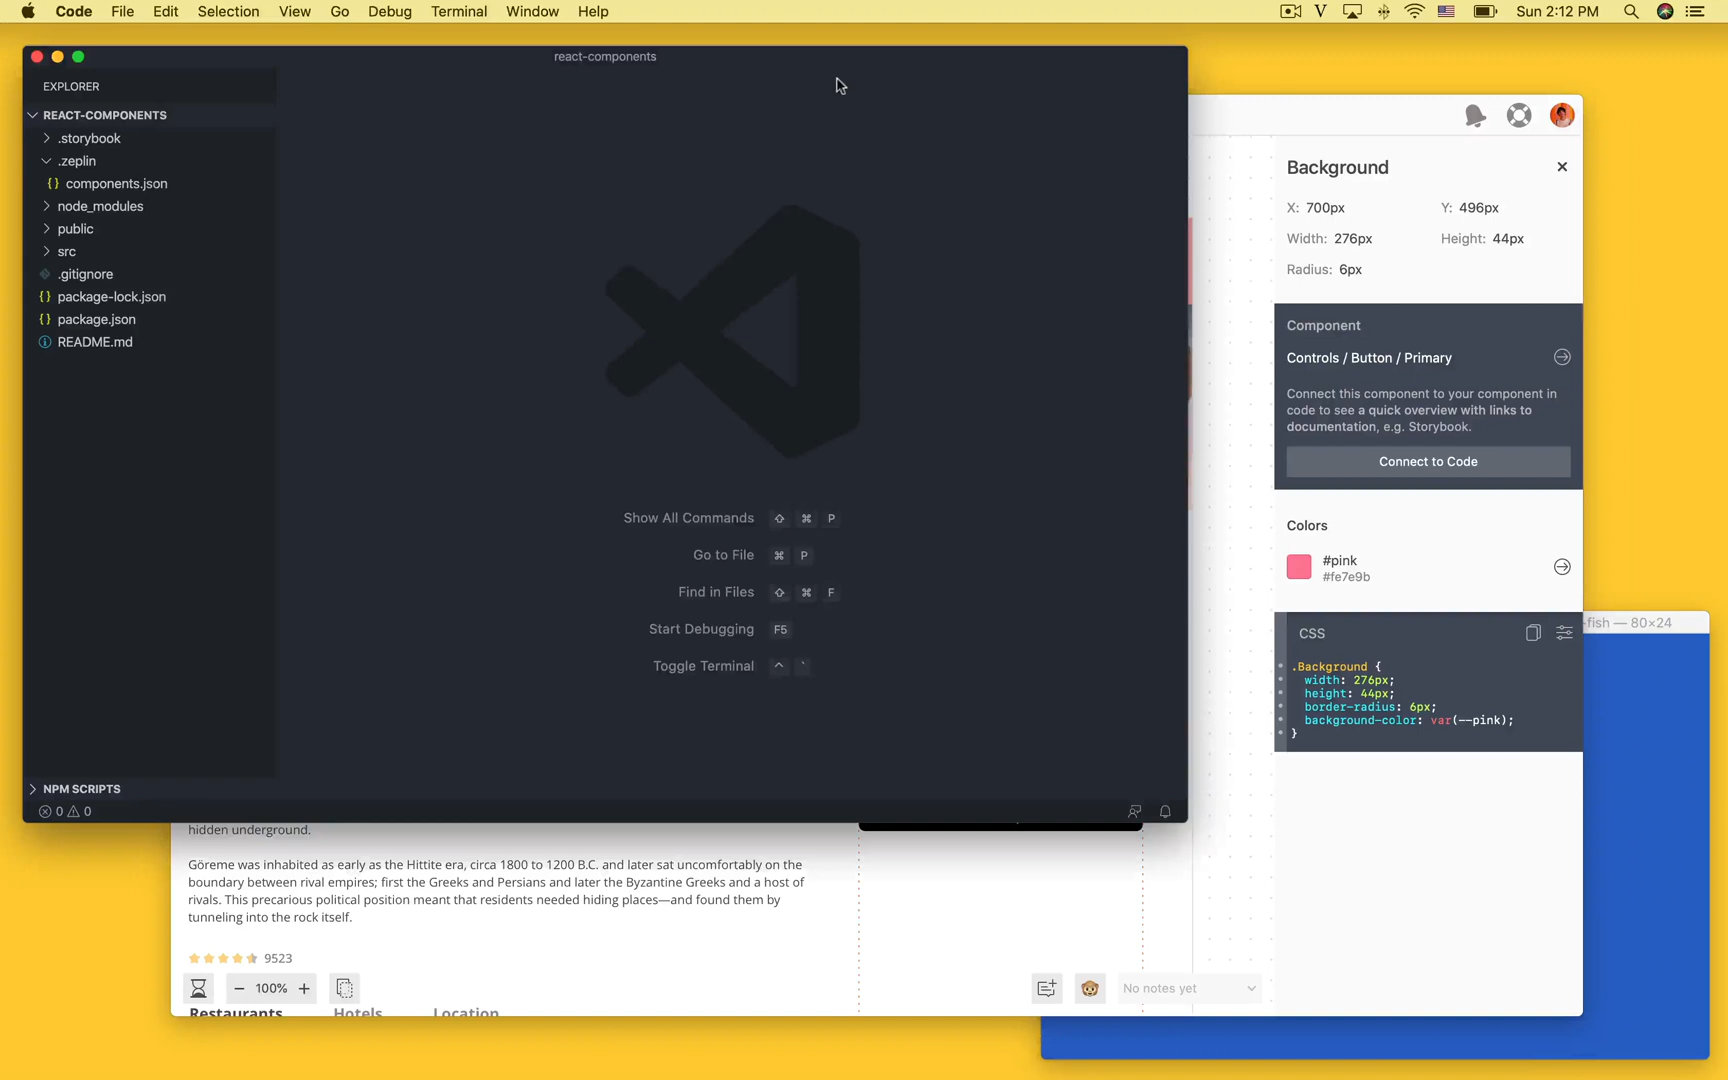 Code File Edit Selection View Go Debug Terminal Window Help
V Sun 2:12 PM
react-components
EXPLORER
REACT-COMPONENTS
.storybook
.zeplin
{} components.json
node_modules
public
src
.gitignore
{} package-lock.json
{} package.json
README.md
Show All Commands ⇧ ⌘ P
Go to File ⌘ P
Find in Files ⇧ ⌘ F
Start Debugging F5
Toggle Terminal ^ `
NPM SCRIPTS
0 0
Background
X: 700px Y: 496px
Width: 276px Height: 44px
Radius: 6px
Component
Controls / Button / Primary
Connect this component to your component in
code to see a quick overview with links to
documentation, e.g. Storybook.
Connect to Code
Colors
#pink
#fe7e9b
CSS
.Background {
width: 276px;
height: 44px;
border-radius: 6px;
background-color: var(--pink);
}
-fish — 80×24
hidden underground.
Göreme was inhabited as early as the Hittite era, circa 1800 to 1200 B.C. and later sat uncomfortably on the
boundary between rival empires; first the Greeks and Persians and later the Byzantine Greeks and a host of
rivals. This precarious political position meant that residents needed hiding places—and found them by
tunneling into the rock itself.
9523
− 100% +
No notes yet
Restaurants Hotels Location